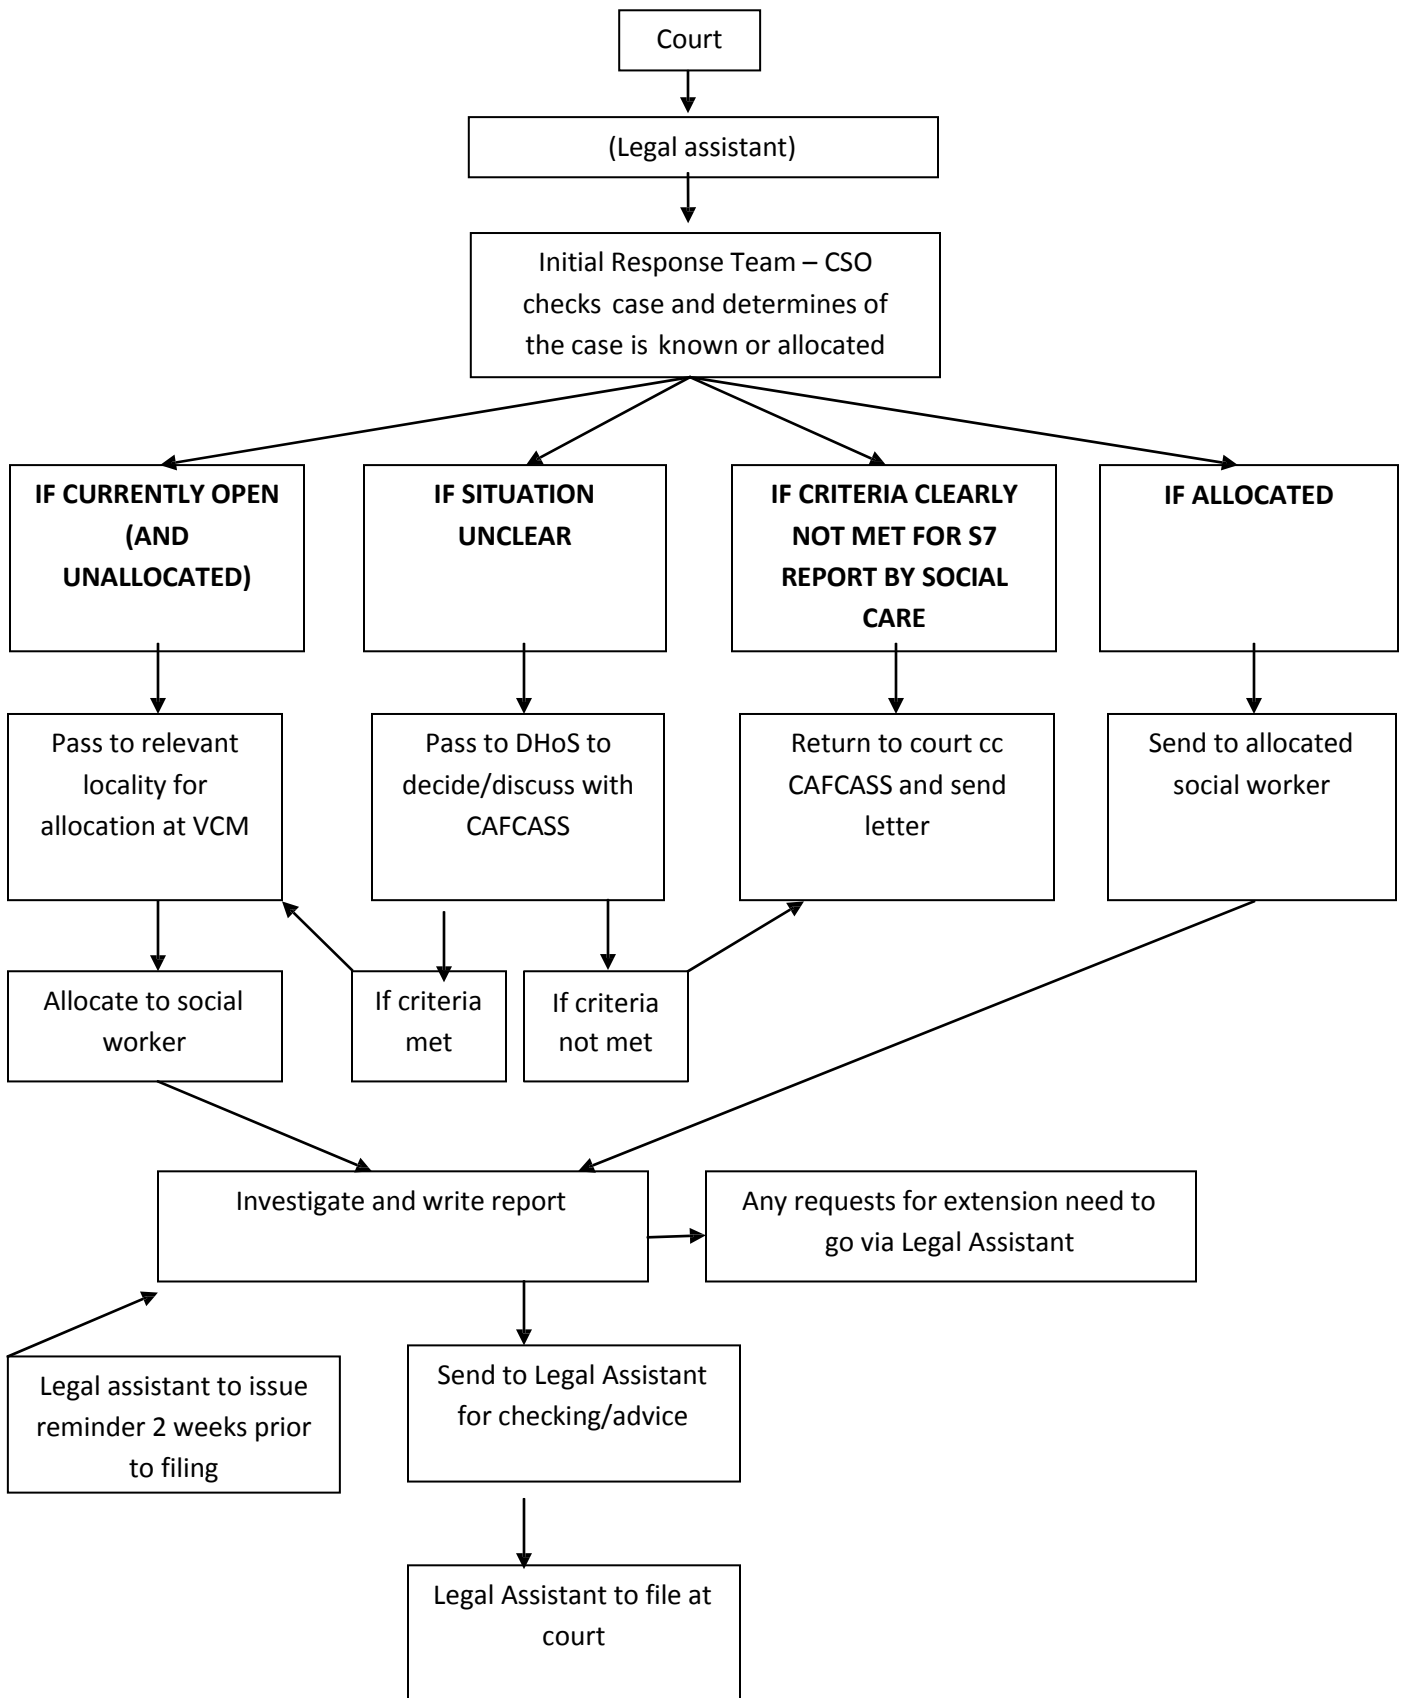 Court
(Legal assistant)
Initial Response Team – CSO
checks case and determines of
the case is known or allocated
IF CURRENTLY OPEN
(AND
UNALLOCATED)
IF SITUATION
UNCLEAR
IF CRITERIA CLEARLY
NOT MET FOR S7
REPORT BY SOCIAL
CARE
IF ALLOCATED
Pass to relevant
locality for
allocation at VCM
Pass to DHoS to
decide/discuss with
CAFCASS
Return to court cc
CAFCASS and send
letter
Send to allocated
social worker
Allocate to social
worker
If criteria
met
If criteria
not met
Investigate and write report
Any requests for extension need to
go via Legal Assistant
Legal assistant to issue
reminder 2 weeks prior
to filing
Send to Legal Assistant
for checking/advice
Legal Assistant to file at
court